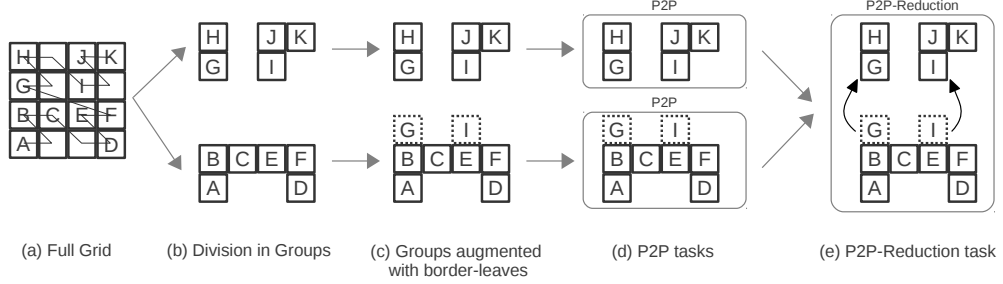 P2P
P2P-Reduction
H J K
H J K
H J K
H J K
H J K
G I
G I
G I
G I
G I
P2P
G I
G I
G I
B C E F
B C E F
B C E F
B C E F
B C E F
A D
A D
A D
A D
A D
(a) Full Grid
(b) Division in Groups
(c) Groups augmented
with border-leaves
(d) P2P tasks
(e) P2P-Reduction task